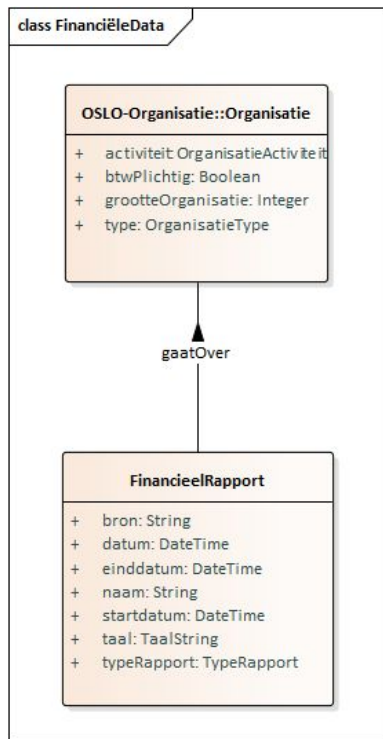 class FinanciëleData
OSLO-Organisatie::Organisatie
+ activiteit: OrganisatieActiviteit
+ btwPlichtig: Boolean
+ grootteOrganisatie: Integer
+ type: OrganisatieType
gaatOver
FinancieelRapport
+ bron: String
+ datum: DateTime
+ einddatum: DateTime
+ naam: String
+ startdatum: DateTime
+ taal: TaalString
+ typeRapport: TypeRapport